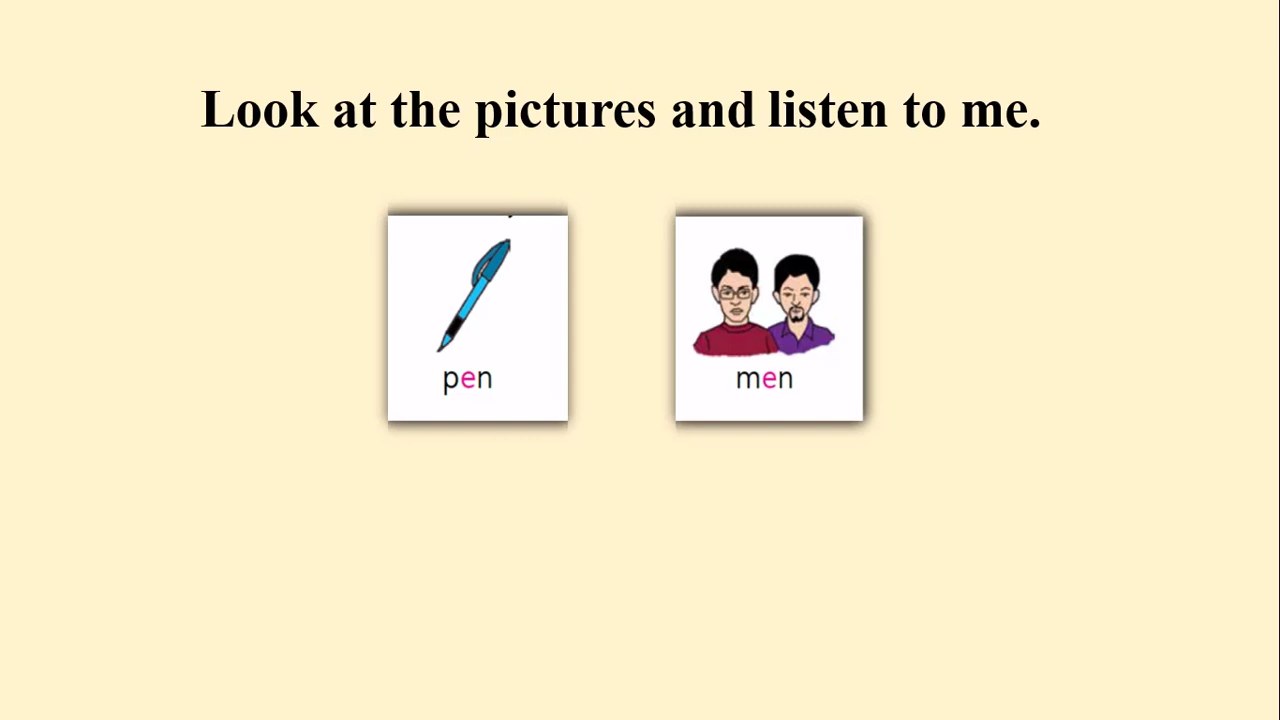 Look at the pictures and listen to me.
pen
men